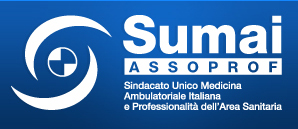 Sumai
ASSOPROF
Sindacato Unico Medicina
Ambulatoriale Italiana
e Professionalità dell'Area Sanitaria